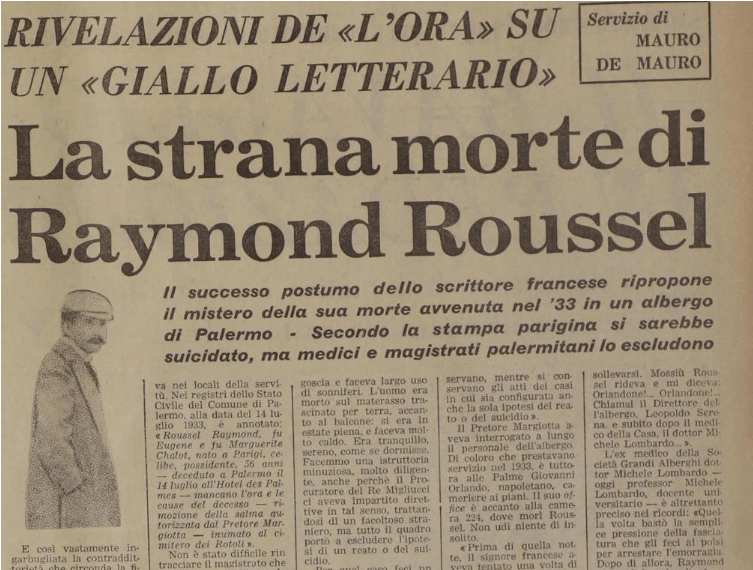 RIVELAZIONI DE «L'ORA» SU
UN «GIALLO LETTERARIO»
Servizio di
MAURO
DE MAURO
La strana morte di
Raymond Roussel
Il successo postumo dello scrittore francese ripropone
il mistero della sua morte avvenuta nel '33 in un albergo
di Palermo - Secondo la stampa parigina si sarebbe
suicidato, ma medici e magistrati palermitani lo escludono
E così vastamente in-
garbugliata la contraddit-
torietà che circonda la fi-
va nei locali della servi-
tù. Nei registri dello Stato
Civile del Comune di Pa-
lermo, alla data del 14 lu-
glio 1933, è annotato:
«Roussel Raymond, fu
Eugene e fu Marguerite
Chalot, nato a Parigi, ce-
libe, possidente, 56 anni
— deceduto a Palermo il
14 luglio all'Hotel des Pal-
mes — mancano l'ora e le
cause del decesso — ri-
mozione della salma au-
torizzata dal Pretore Mar-
giotta — inumato al ci-
mitero dei Rotoli».
Non è stato difficile rin
tracciare il magistrato che
goscia e faceva largo uso
di sonniferi. L'uomo era
morto sul materasso tra-
scinato per terra, accan-
to al balcone: si era in
estate piena, e faceva mol-
to caldo. Era tranquillo,
sereno, come se dormisse.
Facemmo una istruttoria
minuziosa, molto diligen-
te, anche perchè il Pro-
curatore del Re Migliucci
ci aveva impartito diret-
tive in tal senso, trattan-
dosi di un facoltoso stra-
niero, ma tutto il quadro
portò a escludere l'ipote-
si di un reato o del sui-
cidio.
servano, mentre si con-
servano gli atti dei casi
in cui sia configurata an-
che la sola ipotesi del rea-
to o del suicidio».
Il Pretore Margiotta a-
veva interrogato a lungo
il personale dell'albergo.
Di coloro che prestavano
servizio nel 1933, è tutto-
ra alle Palme Giovanni
Orlando, napoletano, ca-
meriere ai piani. Il suo of-
fice è accanto alla came-
ra 224, dove morì Rous-
sel. Non udì niente di in-
solito.
«Prima di quella not-
te, il signore francese a-
veva tentato una volta di
sollevarsi. Mossiù Rous
sel rideva e mi diceva:
Orlandone!... Orlandone!...
Chiamai il Direttore del-
l'albergo, Leopoldo Sere-
na, e subito dopo il medi-
co della Casa, il dottor Mi-
chele Lombardo...».
L'ex medico della So-
cietà Grandi Alberghi dot-
tor Michele Lombardo —
oggi professor Michele
Lombardo, docente uni-
versitario — è altrettanto
preciso nei ricordi: «Quel-
la volta bastò la sempli-
ce pressione della fascia-
tura che gli feci ai polsi
per arrestare l'emorragia.
Dopo di allora, Raymond